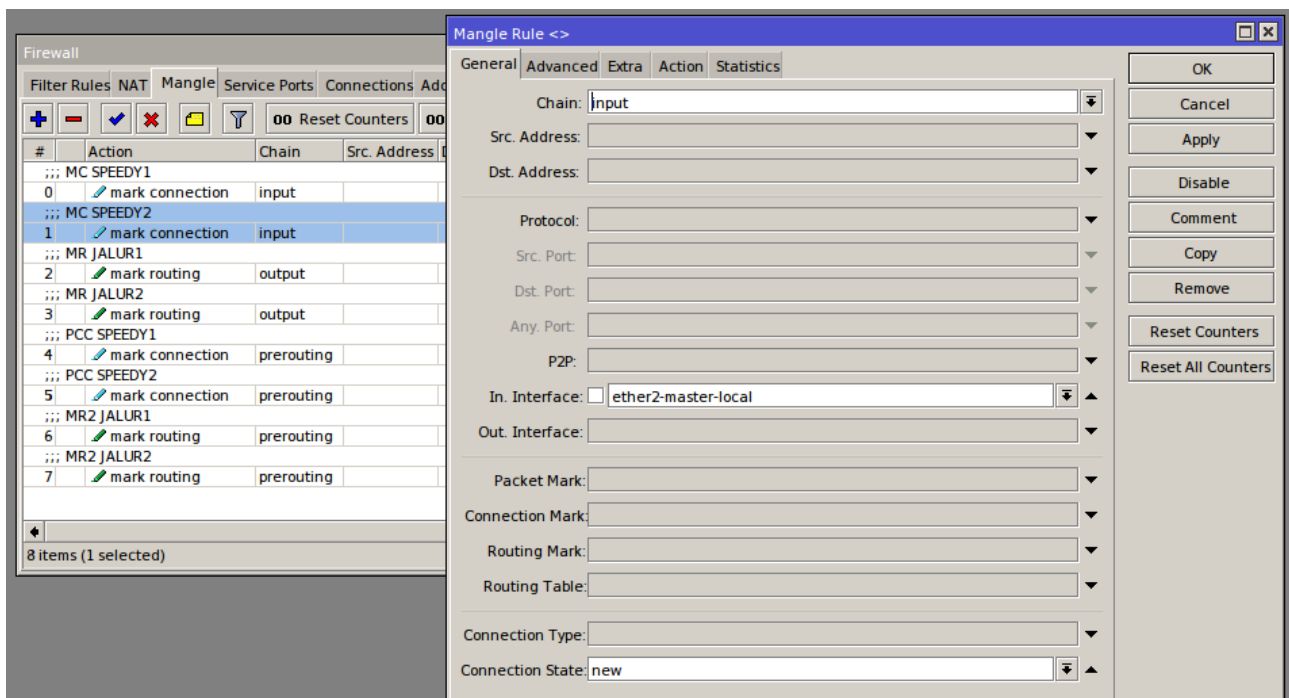 Firewall
Filter Rules NAT Mangle Service Ports Connections Add
00 Reset Counters 00
# Action Chain Src. Address D
;;; MC SPEEDY1
0 mark connection input
;;; MC SPEEDY2
1 mark connection input
;;; MR JALUR1
2 mark routing output
;;; MR JALUR2
3 mark routing output
;;; PCC SPEEDY1
4 mark connection prerouting
;;; PCC SPEEDY2
5 mark connection prerouting
;;; MR2 JALUR1
6 mark routing prerouting
;;; MR2 JALUR2
7 mark routing prerouting
8 items (1 selected)
Mangle Rule <>
General Advanced Extra Action Statistics
Chain: input
Src. Address:
Dst. Address:
Protocol:
Src. Port:
Dst. Port:
Any. Port:
P2P:
In. Interface: ether2-master-local
Out. Interface:
Packet Mark:
Connection Mark:
Routing Mark:
Routing Table:
Connection Type:
Connection State: new
OK
Cancel
Apply
Disable
Comment
Copy
Remove
Reset Counters
Reset All Counters